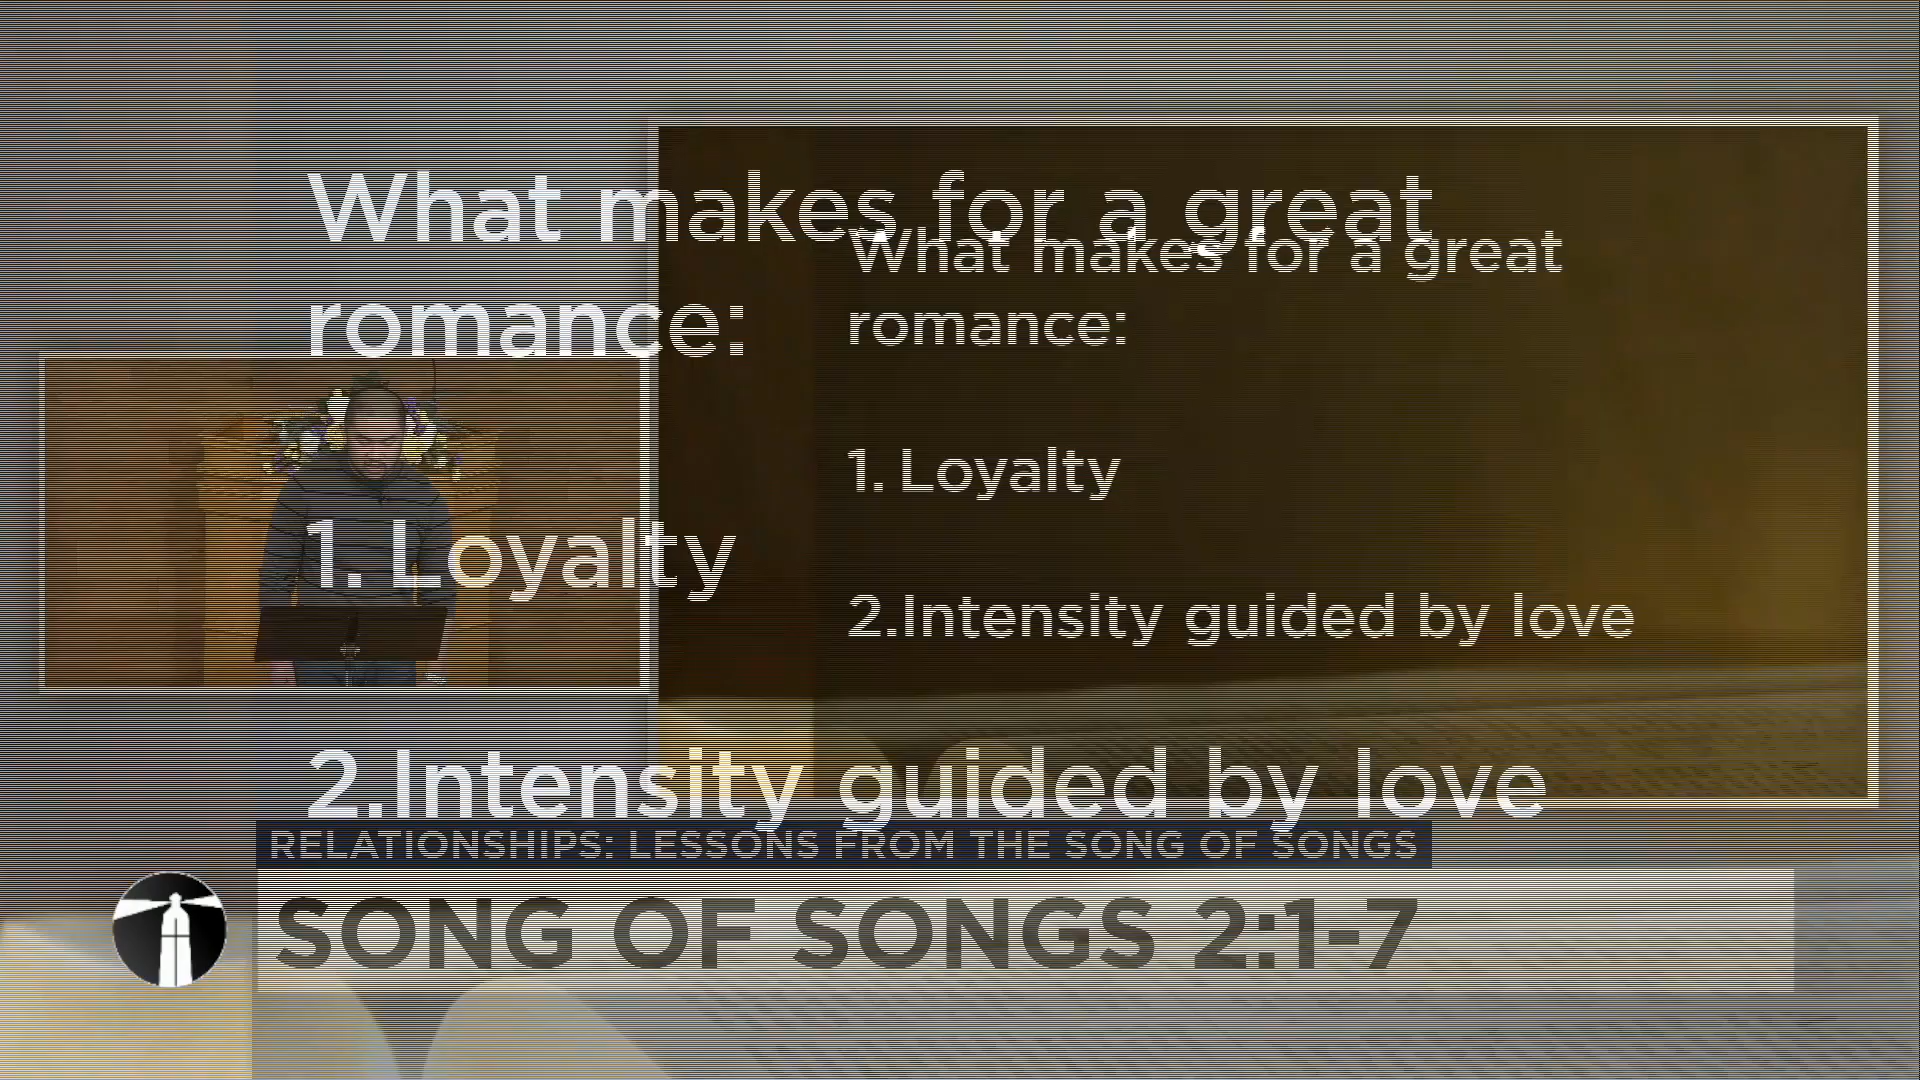 What makes for a great
romance:
1. Loyalty
2.Intensity guided by love
What makes for a great
romance:
1. Loyalty
2.Intensity guided by love
RELATIONSHIPS: LESSONS FROM THE SONG OF SONGS
SONG OF SONGS 2:1-7